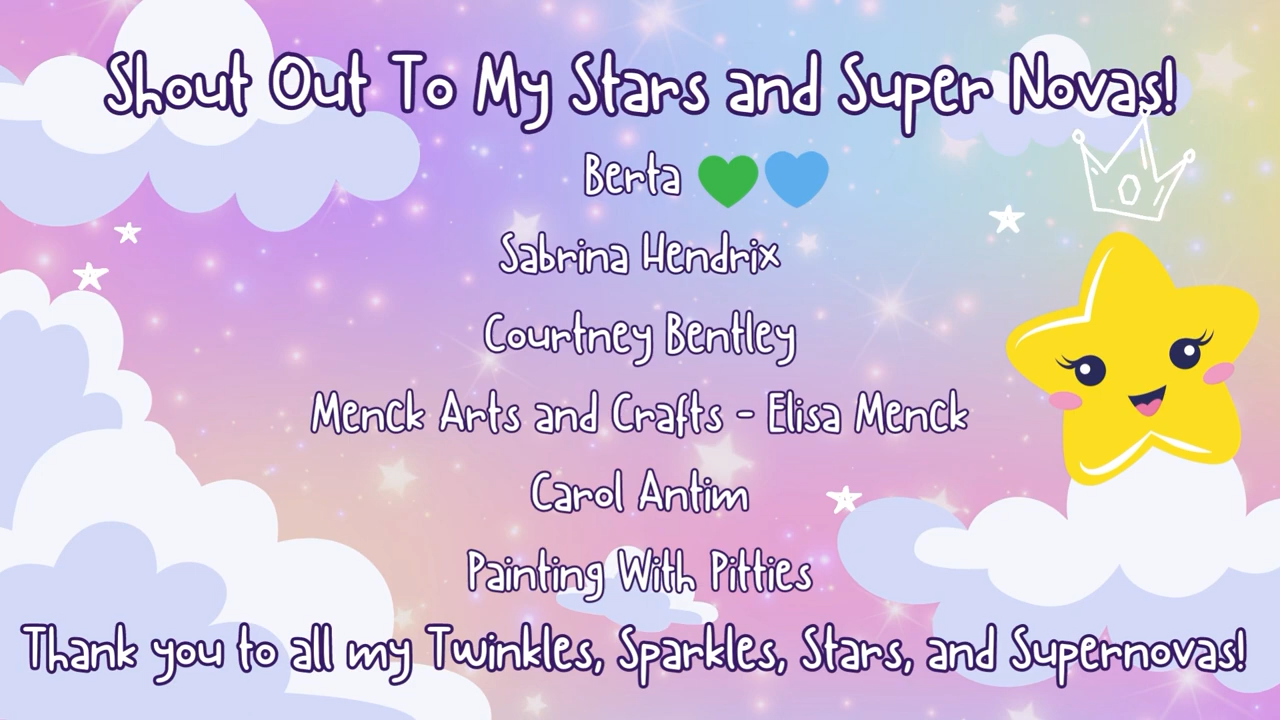 Shout Out To My Stars and Super Novas!
Berta 💚💙
Sabrina Hendrix
Courtney Bentley
Menck Arts and Crafts - Elisa Menck
Carol Antim
Painting With Pitties
Thank you to all my Twinkles, Sparkles, Stars, and Supernovas!